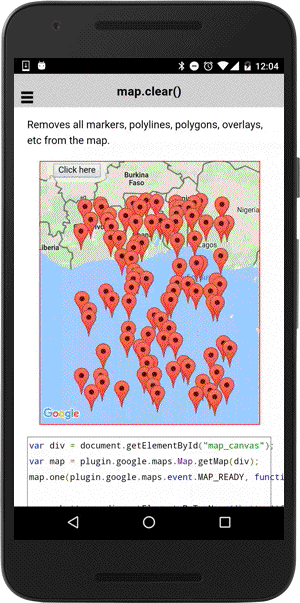 12:04
map.clear()
Removes all markers, polylines, polygons, overlays,
etc from the map.
Click here
Burkina
Faso
Nigeria
Lagos
Google
var div = document.getElementById("map_canvas");
var map = plugin.google.maps.Map.getMap(div);
map.one(plugin.google.maps.event.MAP_READY, functi